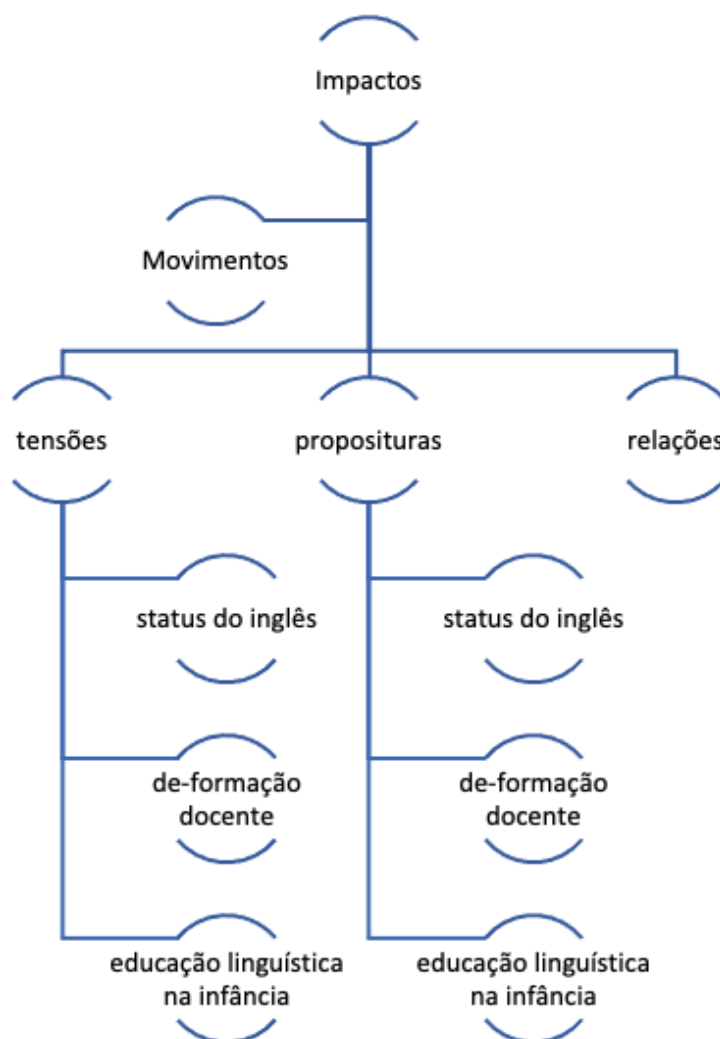 Impactos
Movimentos
tensões
proposituras
relações
status do inglês
status do inglês
de-formação
docente
de-formação
docente
educação linguística
na infância
educação linguística
na infância